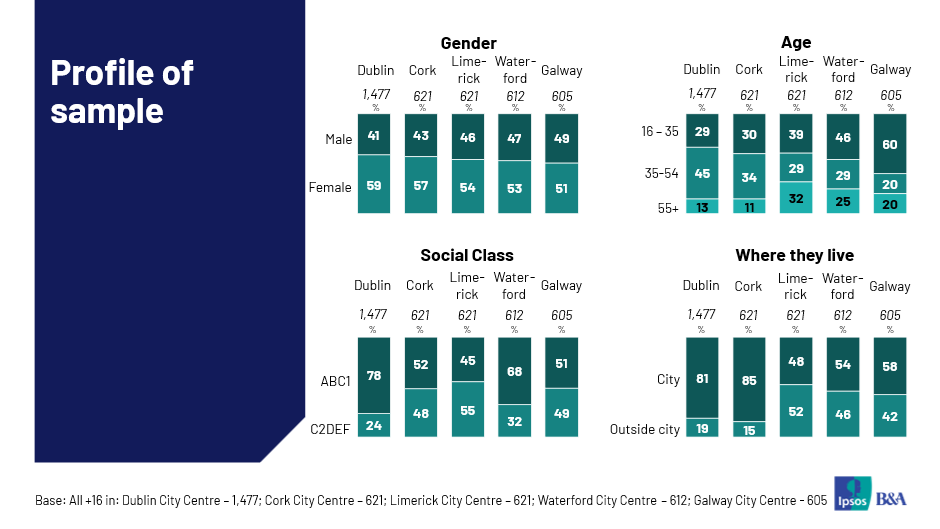 Profile of
sample
Gender
Dublin Cork Lime-rick Water-ford Galway
1,477 621 621 612 605
% % % % %
Male 41 43 46 47 49
Female 59 57 54 53 51
Age
Dublin Cork Lime-rick Water-ford Galway
1,477 621 621 612 605
% % % % %
16 – 35 29 30 39 46 60
35-54 45 34 29 29 20
55+ 13 11 32 25 20
Social Class
Dublin Cork Lime-rick Water-ford Galway
1,477 621 621 612 605
% % % % %
ABC1 78 52 45 68 51
C2DEF 24 48 55 32 49
Where they live
Dublin Cork Lime-rick Water-ford Galway
1,477 621 621 612 605
% % % % %
City 81 85 48 54 58
Outside city 19 15 52 46 42
Base: All +16 in: Dublin City Centre – 1,477; Cork City Centre – 621; Limerick City Centre – 621; Waterford City Centre – 612; Galway City Centre - 605
Ipsos B&A